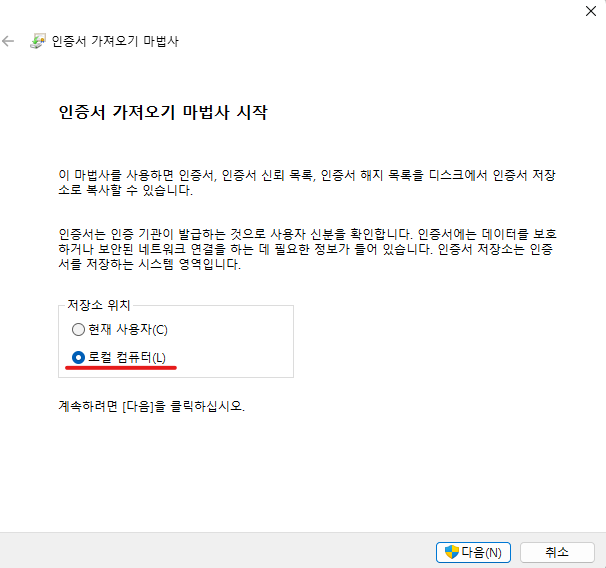 인증서 가져오기 마법사
인증서 가져오기 마법사 시작
이 마법사를 사용하면 인증서, 인증서 신뢰 목록, 인증서 해지 목록을 디스크에서 인증서 저장
소로 복사할 수 있습니다.
인증서는 인증 기관이 발급하는 것으로 사용자 신분을 확인합니다. 인증서에는 데이터를 보호
하거나 보안된 네트워크 연결을 하는 데 필요한 정보가 들어 있습니다. 인증서 저장소는 인증
서를 저장하는 시스템 영역입니다.
저장소 위치
현재 사용자(C)
로컬 컴퓨터(L)
계속하려면 [다음]을 클릭하십시오.
다음(N)
취소